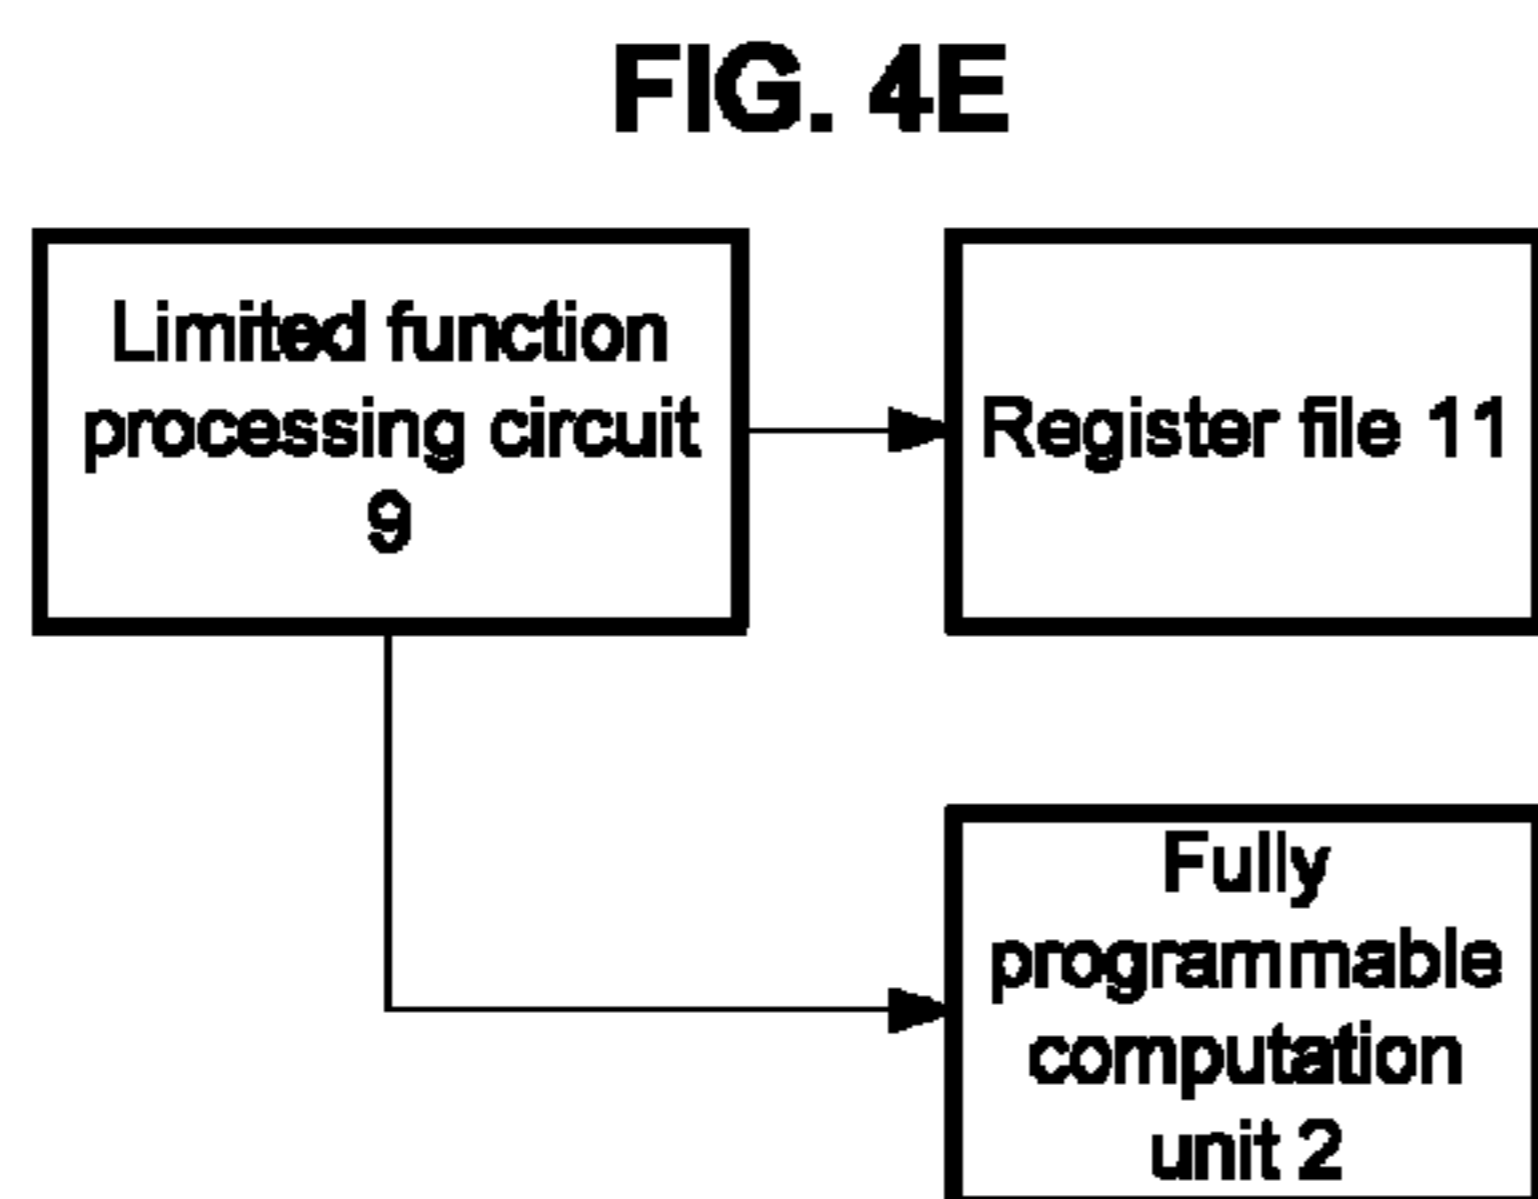 FIG. 4E
Limited function
processing circuit
9
Register file 11
Fully
programmable
computation
unit 2